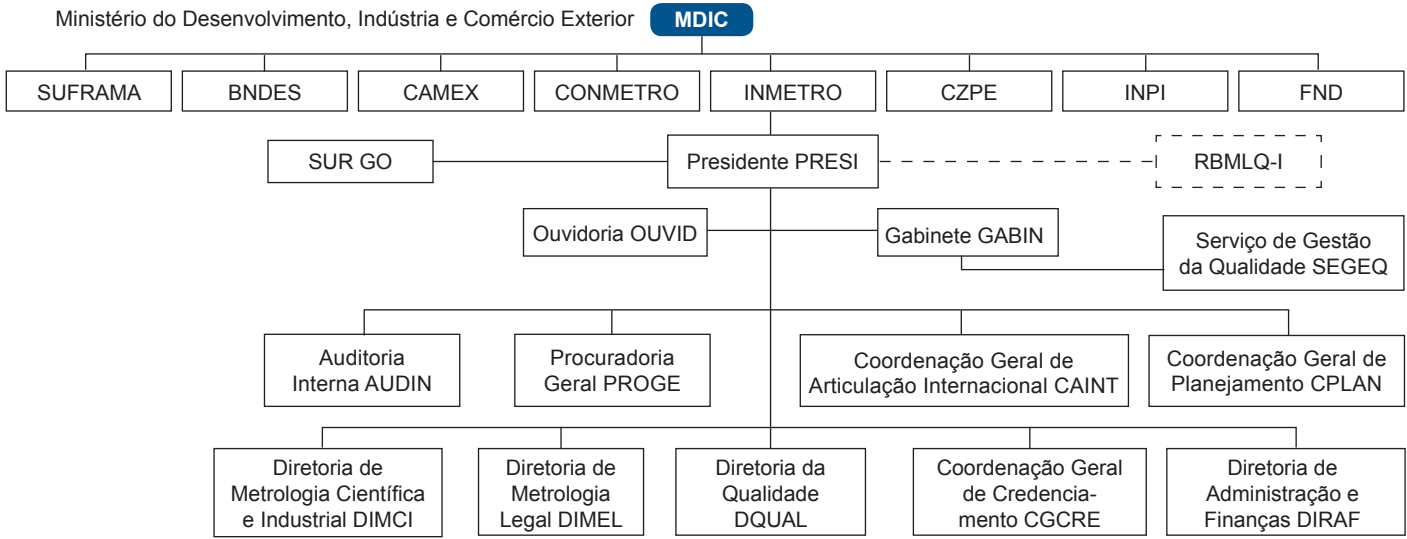 Ministério do Desenvolvimento, Indústria e Comércio Exterior MDIC
SUFRAMA
BNDES
CAMEX
CONMETRO
INMETRO
CZPE
INPI
FND
SUR GO
Presidente PRESI
RBMLQ-I
Ouvidoria OUVID
Gabinete GABIN
Serviço de Gestão
da Qualidade SEGEQ
Auditoria
Interna AUDIN
Procuradoria
Geral PROGE
Coordenação Geral de
Articulação Internacional CAINT
Coordenação Geral de
Planejamento CPLAN
Diretoria de
Metrologia Científica
e Industrial DIMCI
Diretoria de
Metrologia
Legal DIMEL
Diretoria da
Qualidade
DQUAL
Coordenação Geral
de Credencia-
mento CGCRE
Diretoria de
Administração e
Finanças DIRAF